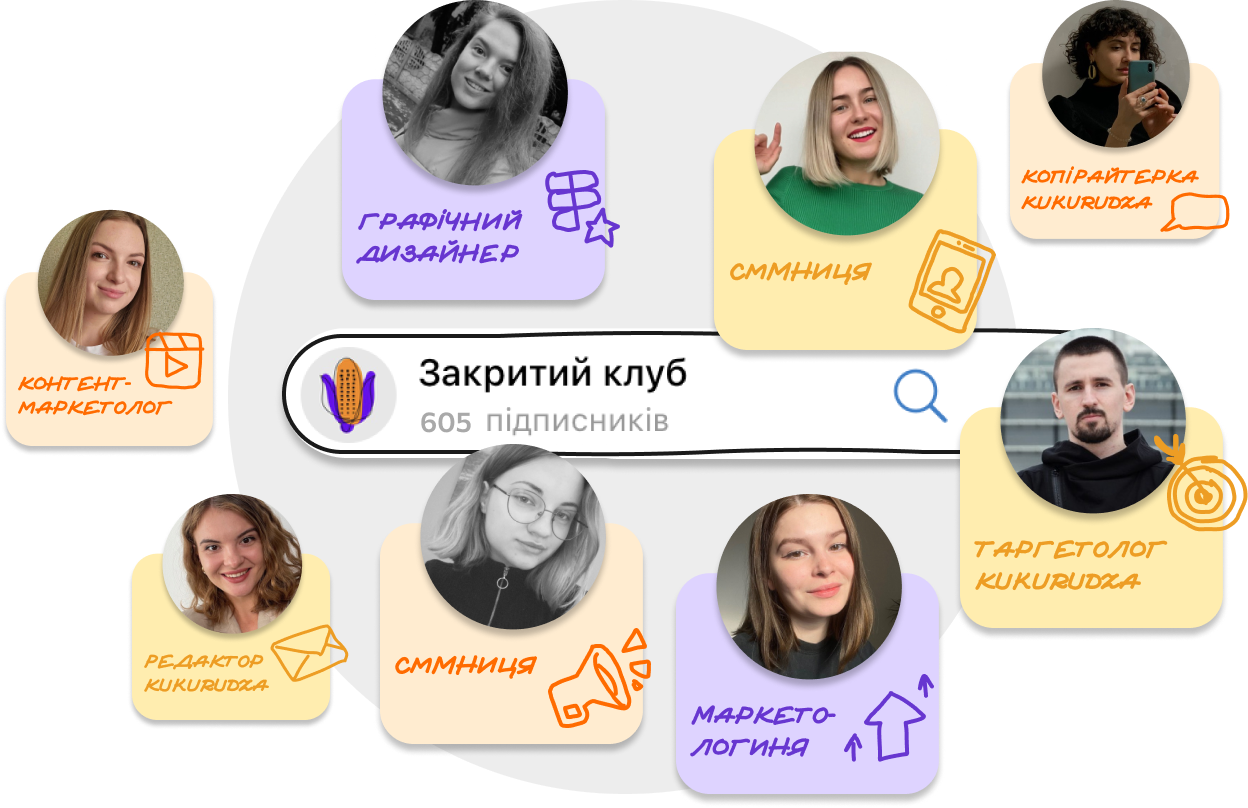 ГРАФІЧНИЙ
ДИЗАЙНЕР
СММНИЦЯ
КОПІРАЙТЕРКА
KUKURUDZA
КОНТЕНТ-
МАРКЕТОЛОГ
Закритий клуб
605 підписників
ТАРГЕТОЛОГ
KUKURUDZA
РЕДАКТОР
KUKURUDZA
СММНИЦЯ
МАРКЕТО-
ЛОГИНЯ